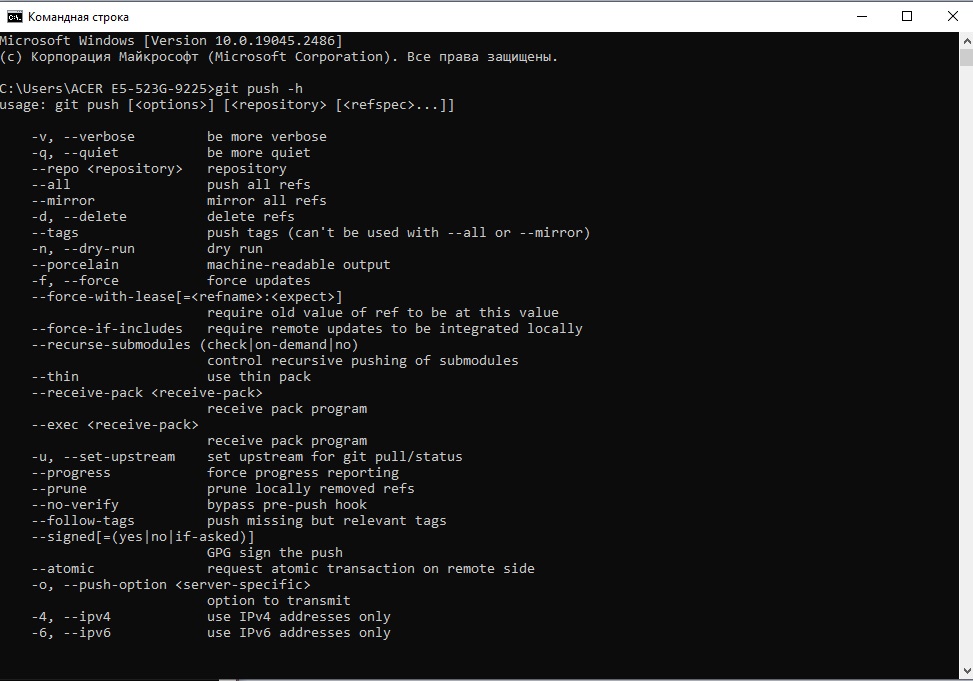 Командная строка
Microsoft Windows [Version 10.0.19045.2486]
(c) Корпорация Майкрософт (Microsoft Corporation). Все права защищены.
C:\Users\ACER E5-523G-9225>git push -h
usage: git push [<options>] [<repository> [<refspec>...]]
-v, --verbose be more verbose
-q, --quiet be more quiet
--repo <repository> repository
--all push all refs
--mirror mirror all refs
-d, --delete delete refs
--tags push tags (can't be used with --all or --mirror)
-n, --dry-run dry run
--porcelain machine-readable output
-f, --force force updates
--force-with-lease[=<refname>:<expect>]
require old value of ref to be at this value
--force-if-includes require remote updates to be integrated locally
--recurse-submodules (check|on-demand|no)
control recursive pushing of submodules
--thin use thin pack
--receive-pack <receive-pack>
receive pack program
--exec <receive-pack>
receive pack program
-u, --set-upstream set upstream for git pull/status
--progress force progress reporting
--prune prune locally removed refs
--no-verify bypass pre-push hook
--follow-tags push missing but relevant tags
--signed[=(yes|no|if-asked)]
GPG sign the push
--atomic request atomic transaction on remote side
-o, --push-option <server-specific>
option to transmit
-4, --ipv4 use IPv4 addresses only
-6, --ipv6 use IPv6 addresses only